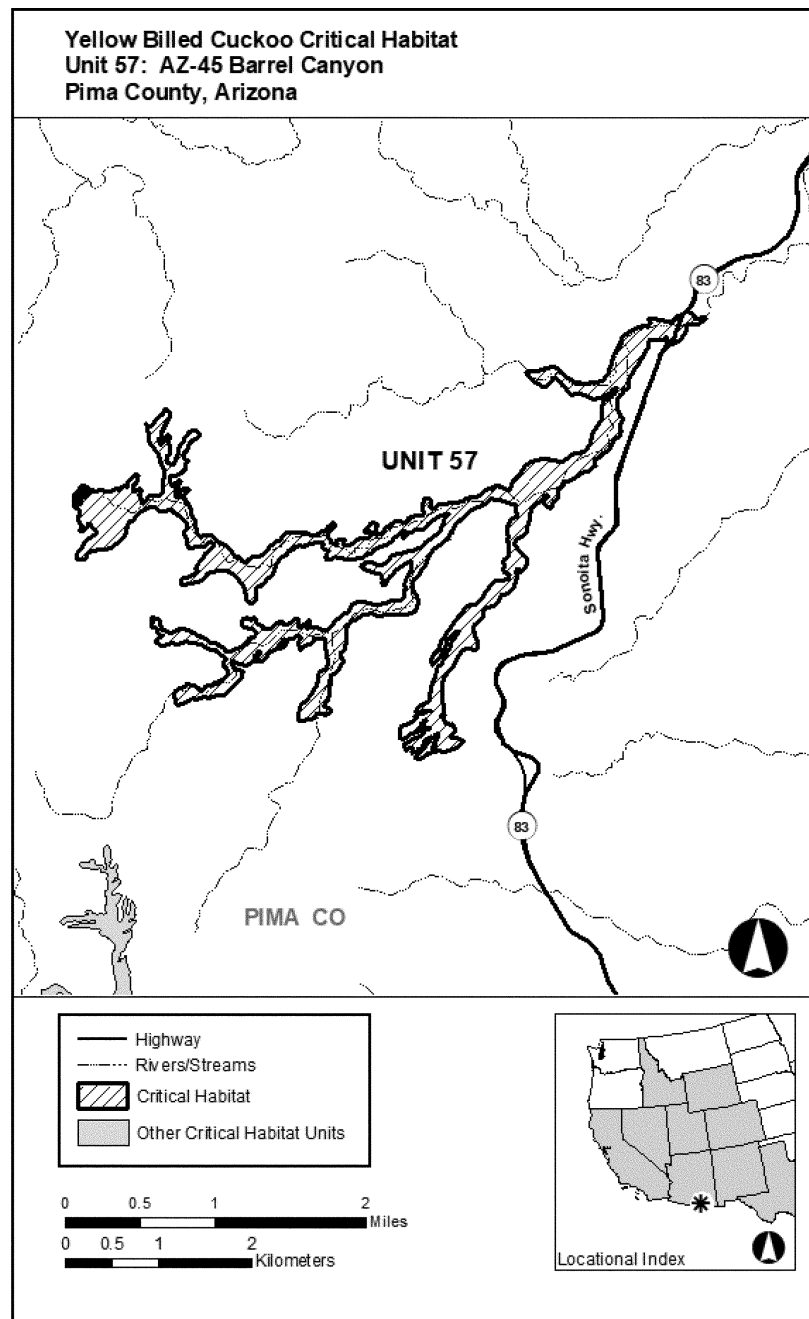 Yellow Billed Cuckoo Critical Habitat
Unit 57: AZ-45 Barrel Canyon
Pima County, Arizona
83
UNIT 57
Sonoita Hwy.
83
PIMA CO
Highway
Rivers/Streams
Critical Habitat
Other Critical Habitat Units
0 0.5 1 2
Miles
0 0.5 1 2
Kilometers
Locational Index